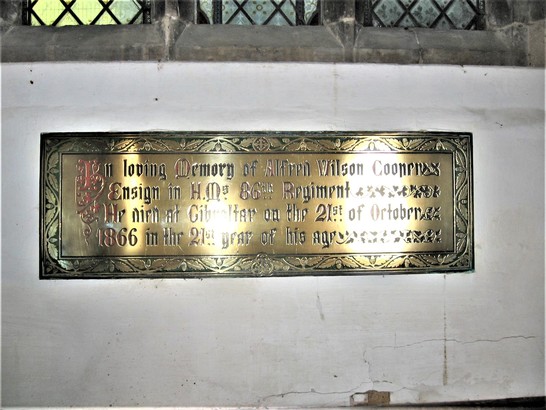 In loving Memory of Alfred Wilson Cooper
Ensign in H.Ms 86th Regiment
He died at Gibraltar on the 21st of October
1866 in the 21st year of his age